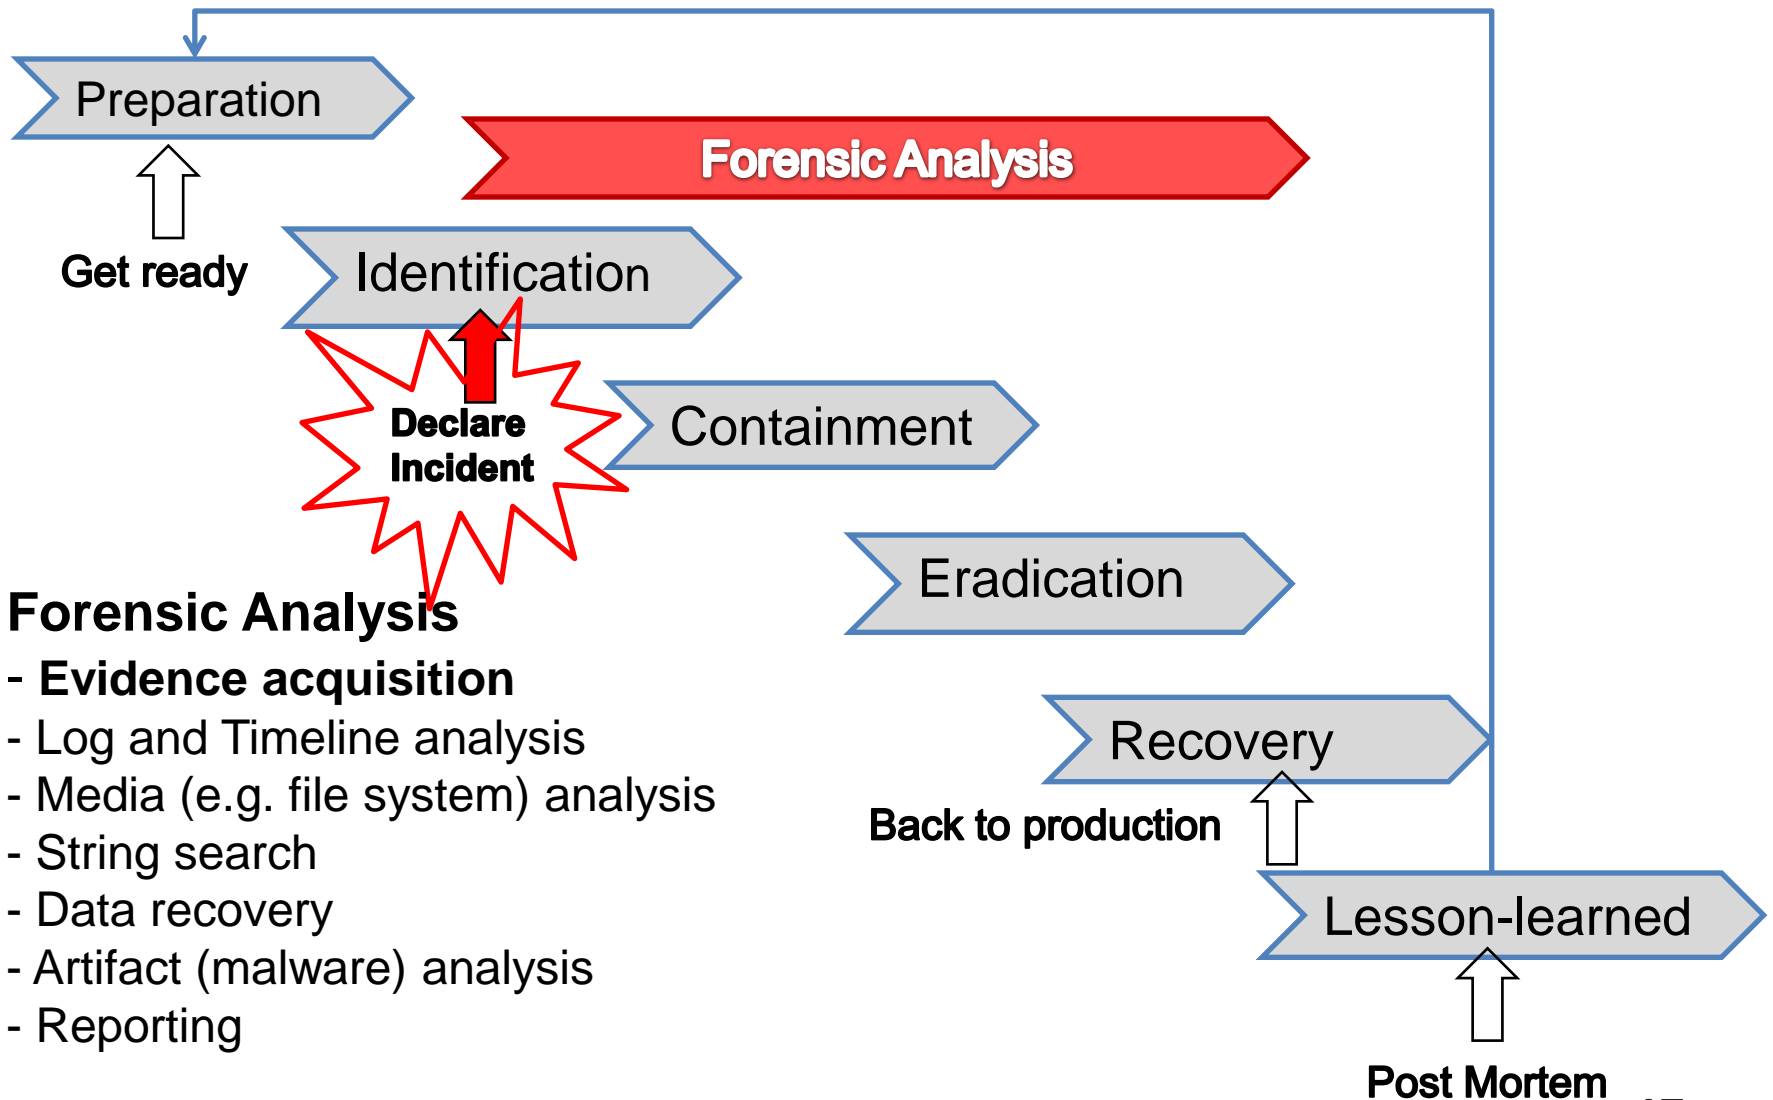 Preparation
Forensic Analysis
Get ready
Identification
Declare
Incident
Containment
Eradication
Forensic Analysis
- Evidence acquisition
- Log and Timeline analysis
- Media (e.g. file system) analysis
- String search
- Data recovery
- Artifact (malware) analysis
- Reporting
Recovery
Back to production
Lesson-learned
Post Mortem